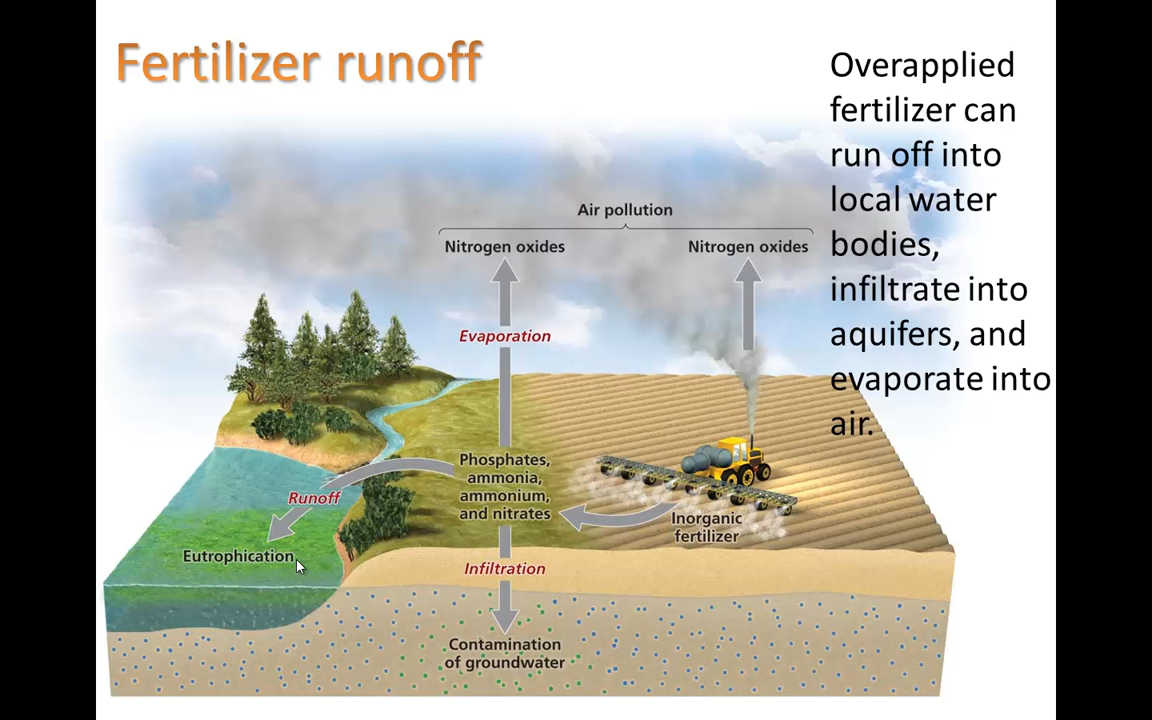 Fertilizer runoff
Overapplied
fertilizer can
run off into
local water
bodies,
infiltrate into
aquifers, and
evaporate into
air.
Air pollution
Nitrogen oxides
Nitrogen oxides
Evaporation
Phosphates,
ammonia,
ammonium,
and nitrates
Runoff
Inorganic
fertilizer
Eutrophication
Infiltration
Contamination
of groundwater